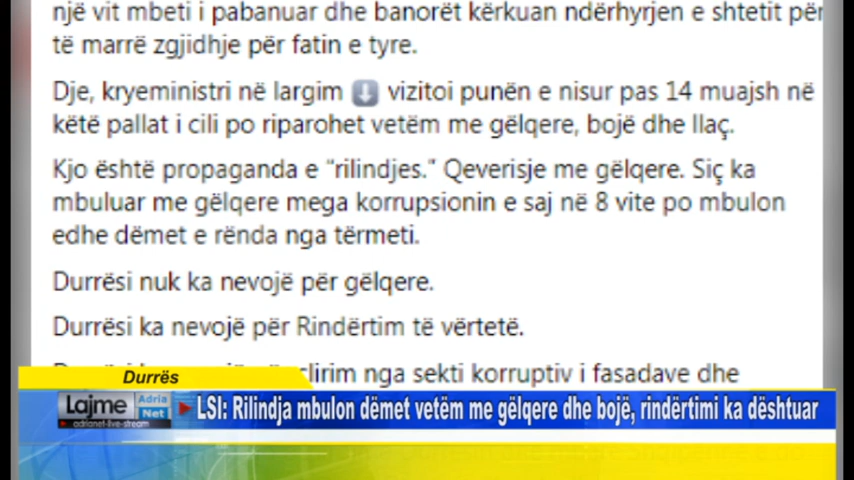 një vit mbeti i pabanuar dhe banorët kërkuan ndërhyrjen e shtetit për
të marrë zgjidhje për fatin e tyre.
Dje, kryeministri në largim ⬇ vizitoi punën e nisur pas 14 muajsh në
këtë pallat i cili po riparohet vetëm me gëlqere, bojë dhe llaç.
Kjo është propaganda e “rilindjes.” Qeverisje me gëlqere. Siç ka
mbuluar me gëlqere mega korrupsionin e saj në 8 vite po mbulon
edhe dëmet e rënda nga tërmeti.
Durrësi nuk ka nevojë për gëlqere.
Durrësi ka nevojë për Rindërtim të vërtetë.
nga sekti korruptiv i fasadave dhe
Durrës
Lajme Adria Net
adrianet-live-stream
LSI: Rilindja mbulon dëmet vetëm me gëlqere dhe bojë, rindërtimi ka dështuar